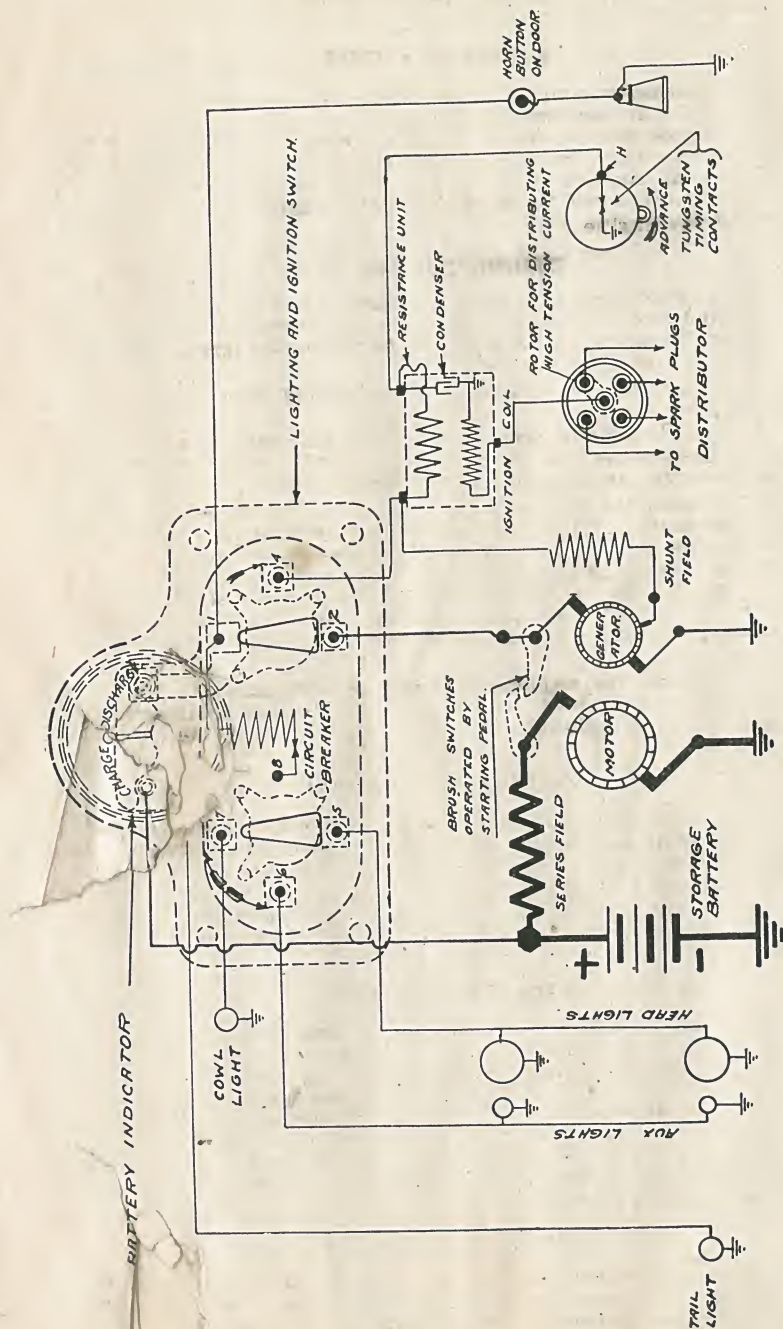 HORN
BUTTON
ON DOOR.
LIGHTING AND IGNITION SWITCH.
RESISTANCE UNIT
CONDENSER
H
ADVANCE
TUNGSTEN
TIMING
CONTACTS
ROTOR FOR DISTRIBUTING
HIGH TENSION CURRENT
IGNITION COIL
TO SPARK PLUGS
DISTRIBUTOR
CHARGE
DISCHARGE
2
8
CIRCUIT
BREAKER
5
6
SHUNT
FIELD
GENER
ATOR.
BRUSH SWITCHES
OPERATED BY
STARTING PEDAL.
MOTOR
SERIES FIELD
STORAGE
BATTERY
+
-
BATTERY INDICATOR
COWL
LIGHT
HEAD LIGHTS
AUX LIGHTS
TAIL
LIGHT